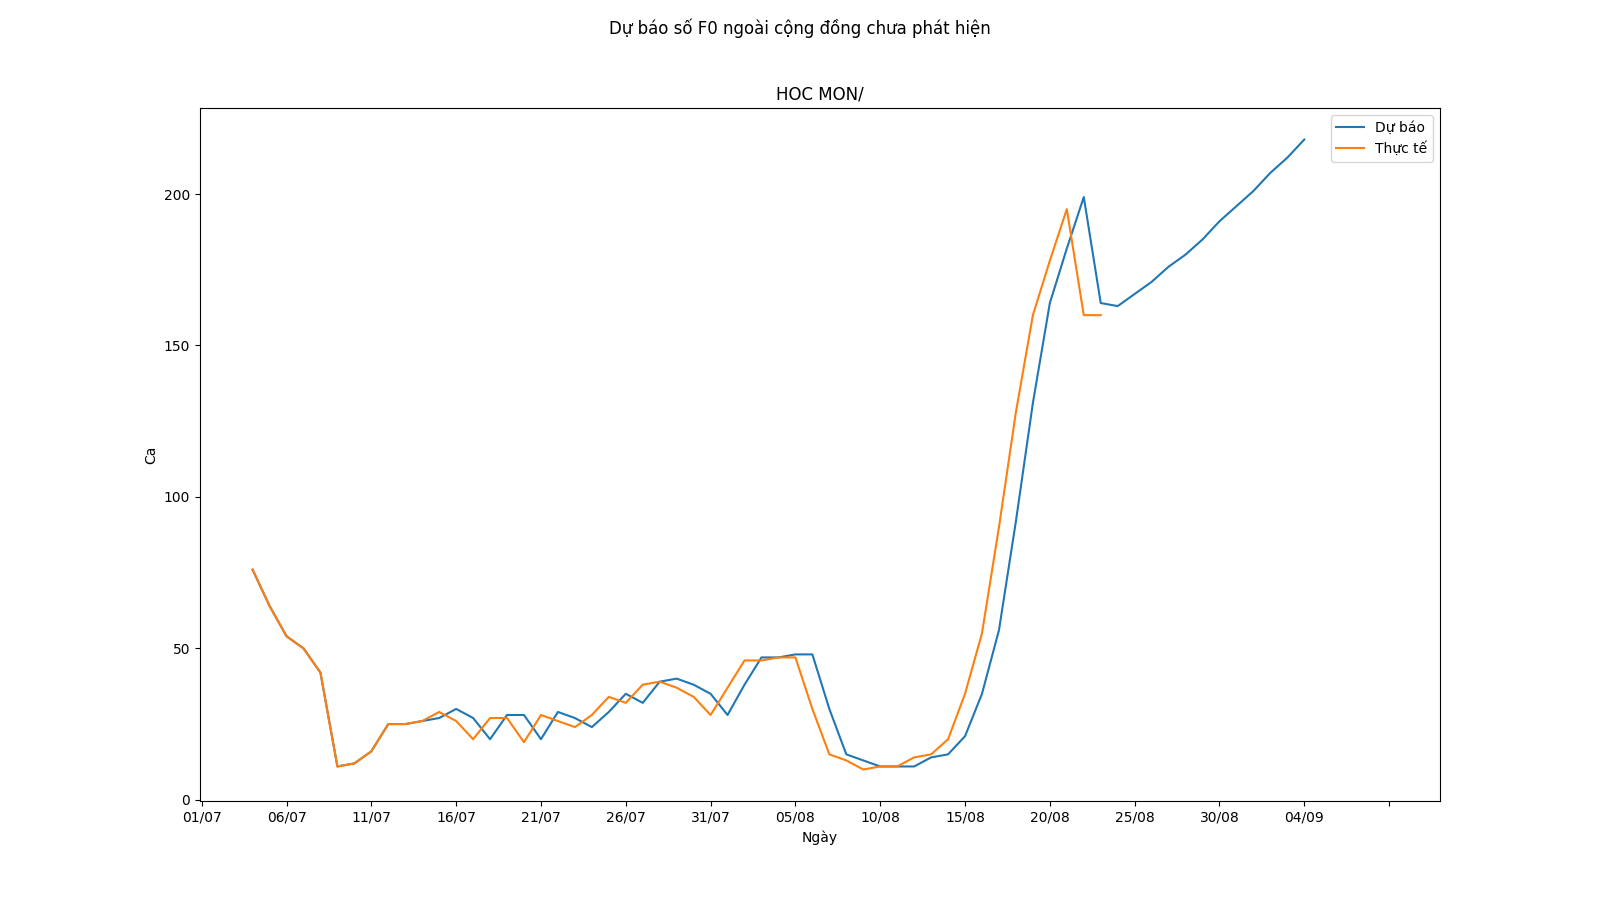 Dự báo số F0 ngoài cộng đồng chưa phát hiện
HOC MON/
Dự báo
Thực tế
200
150
100
50
0
Ca
01/07 06/07 11/07 16/07 21/07 26/07 31/07 05/08 10/08 15/08 20/08 25/08 30/08 04/09
Ngày